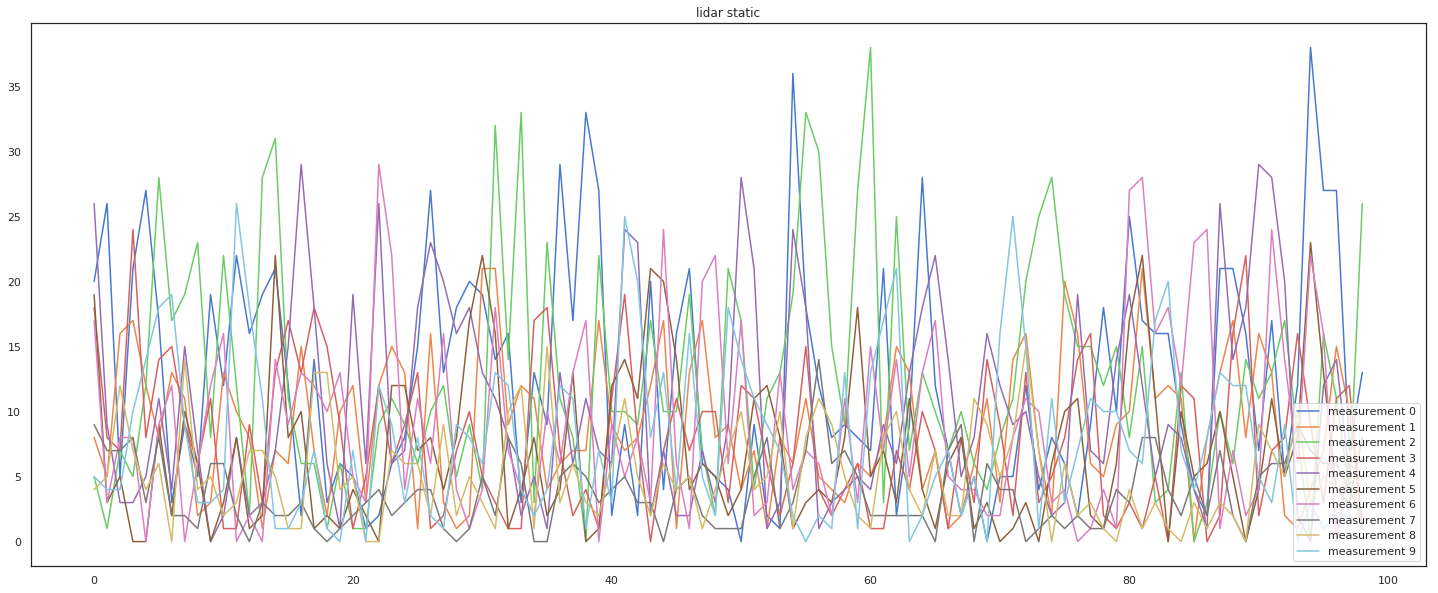 lidar static
35
30
25
20
15
10
5
0
0 20 40 60 80 100
measurement 0
measurement 1
measurement 2
measurement 3
measurement 4
measurement 5
measurement 6
measurement 7
measurement 8
measurement 9